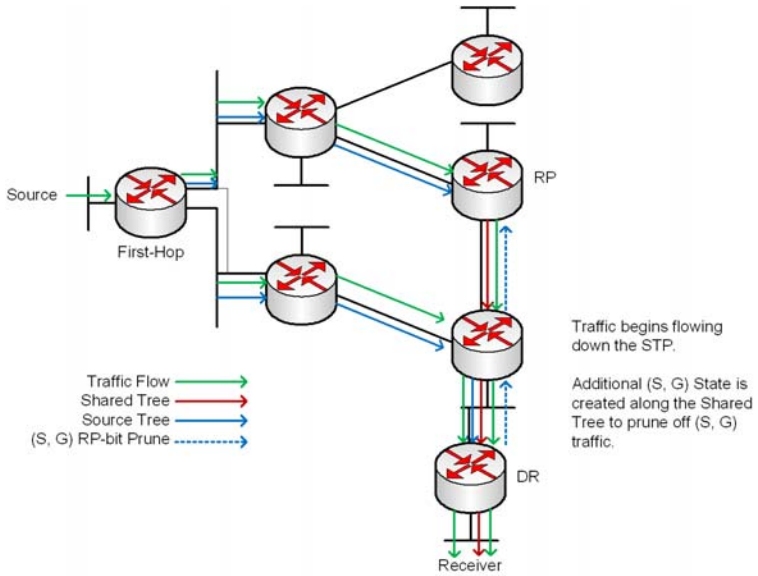 RP
Source
First-Hop
Traffic begins flowing
down the STP.
Additional (S, G) State is
created along the Shared
Tree to prune off (S, G)
traffic.
Traffic Flow
Shared Tree
Source Tree
(S, G) RP-bit Prune
DR
Receiver